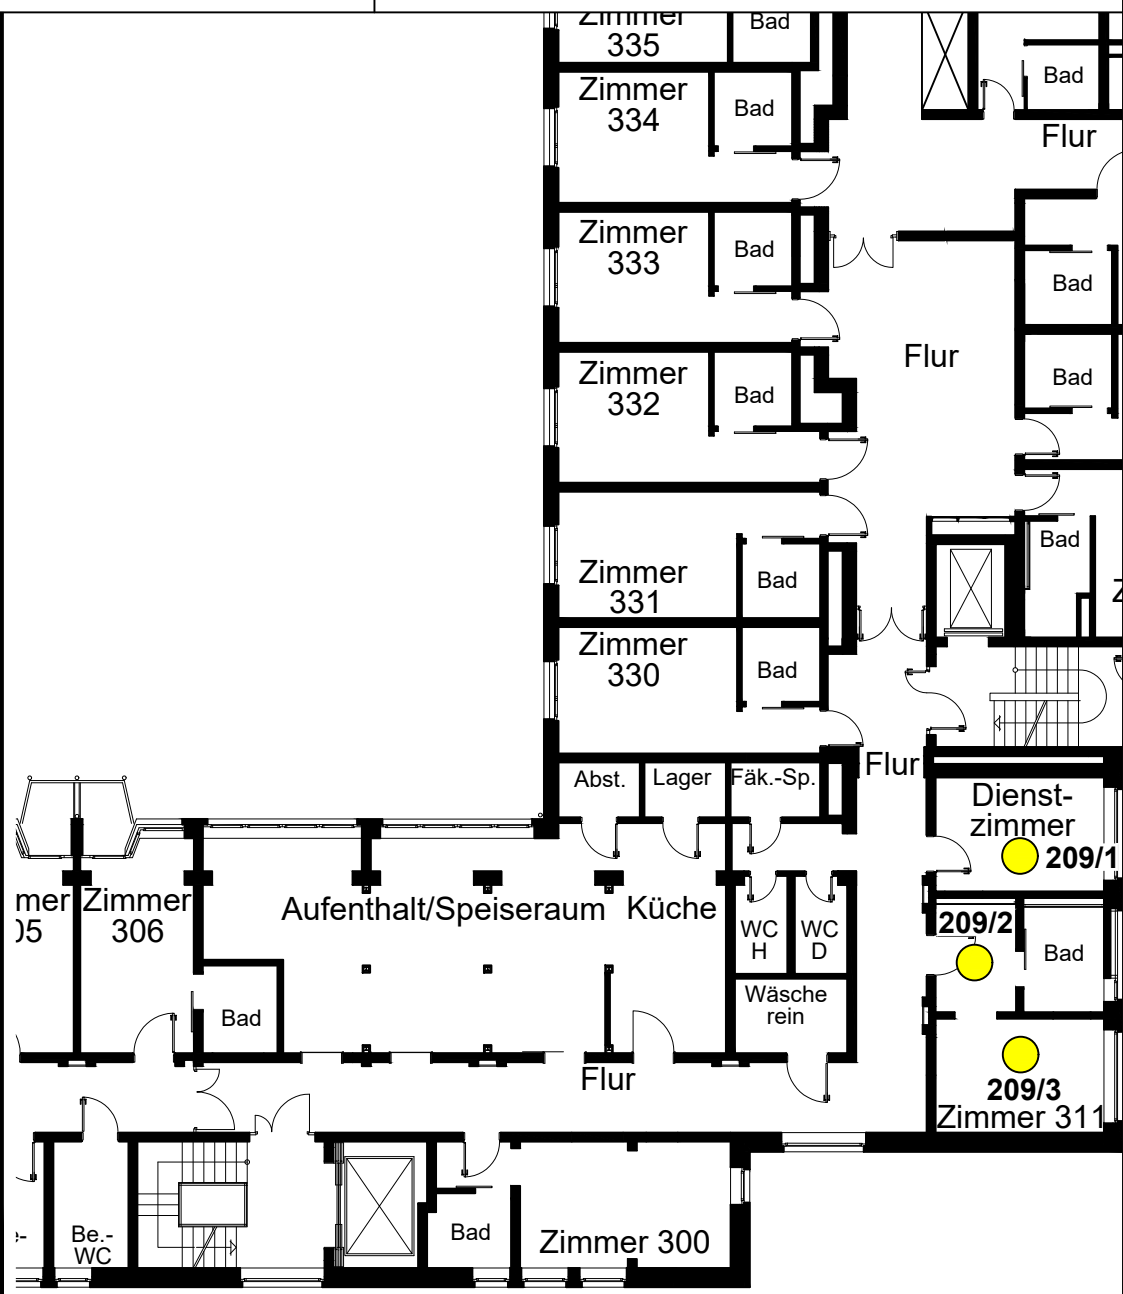 Zimmer
335
Bad
Zimmer
334
Bad
Bad
Flur
Zimmer
333
Bad
Bad
Flur
Zimmer
332
Bad
Bad
Bad
Zimmer
331
Bad
Zimmer
330
Bad
Flur
Abst.
Lager
Fäk.-Sp.
Dienst-
zimmer
209/1
Zimmer
306
Aufenthalt/Speiseraum
Küche
WC
H
WC
D
209/2
Bad
Bad
Wäsche
rein
Flur
209/3
Zimmer 311
Be.-
WC
Bad
Zimmer 300